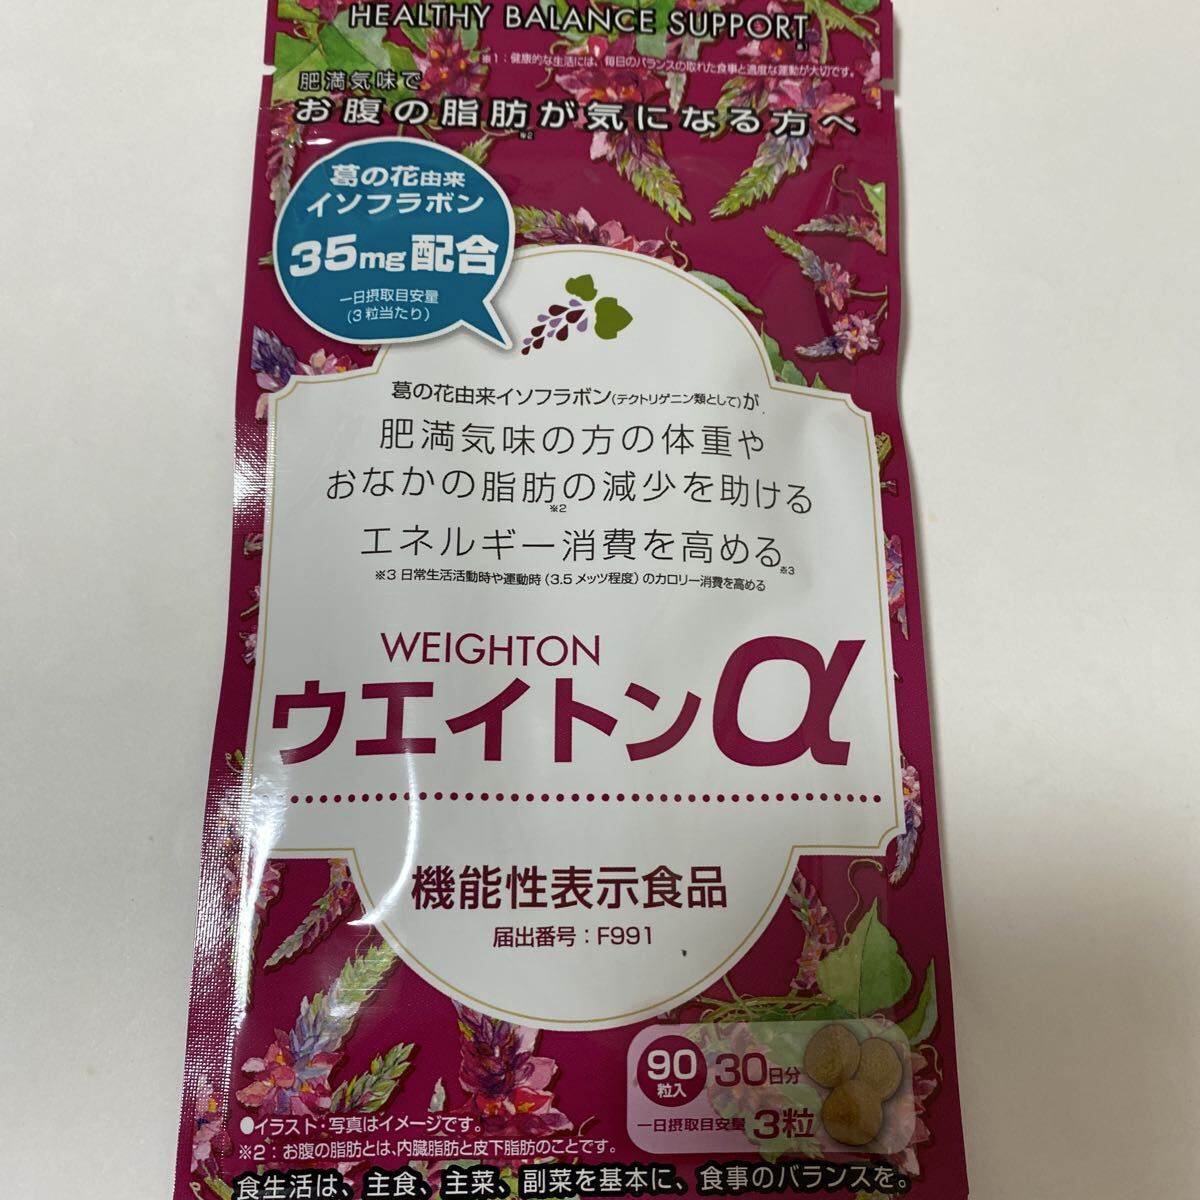 HEALTHY BALANCE SUPPORT
※1
※1：健康的な生活には、毎日のバランスの取れた食事と適度な運動が大切です。
肥満気味で
お腹の脂肪が気になる方へ
※2
葛の花由来
イソフラボン
35mg配合
一日摂取目安量
(3粒当たり)
葛の花由来イソフラボン(テクトリゲニン類として)が、
肥満気味の方の体重や
おなかの脂肪の減少を助ける
※2
エネルギー消費を高める※3
※3 日常生活活動時や運動時（3.5メッツ程度）のカロリー消費を高める
WEIGHTON
ウエイトンα
機能性表示食品
届出番号：F991
90粒入 30日分
一日摂取目安量 3粒
●イラスト・写真はイメージです。
※2：お腹の脂肪とは、内臓脂肪と皮下脂肪のことです。
食生活は、主食、主菜、副菜を基本に、食事のバランスを。